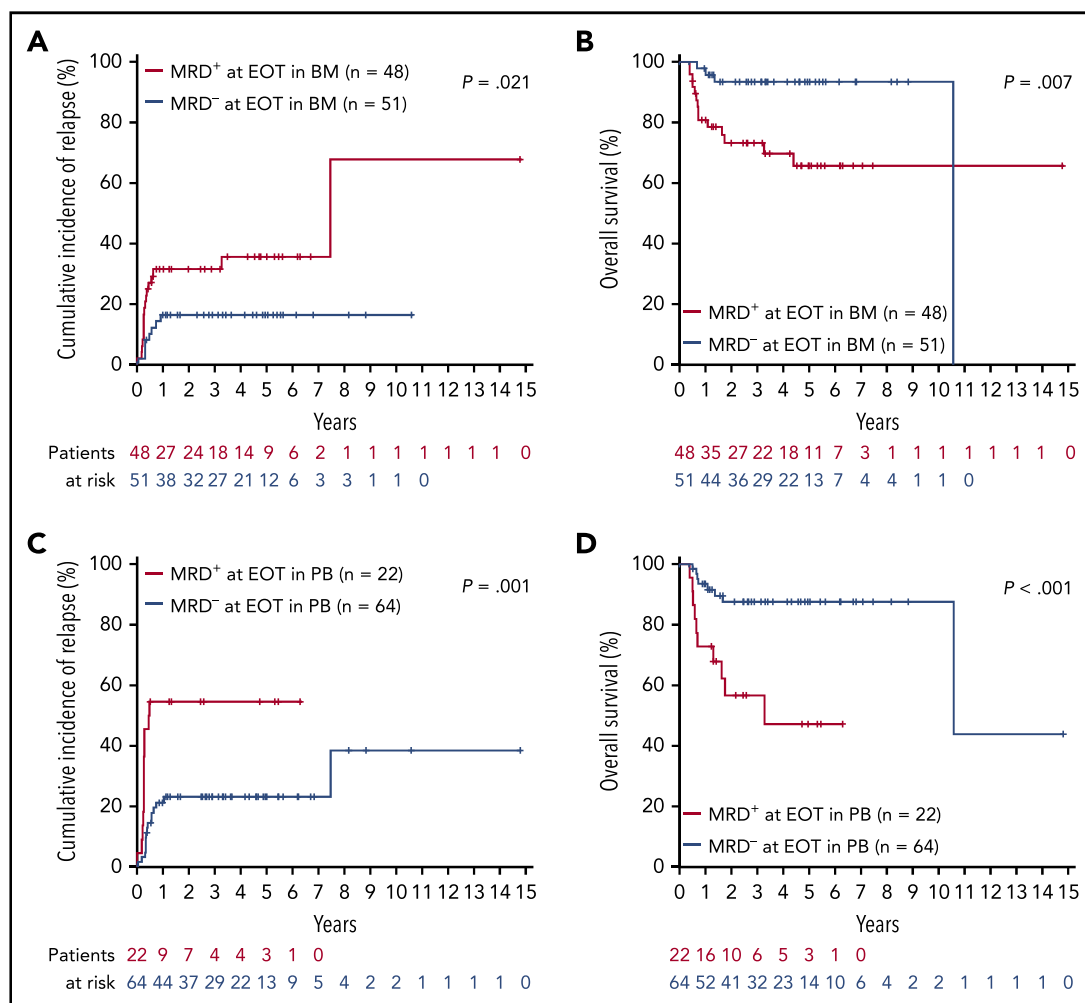 A
100
80
60
40
20
0
Cumulative incidence of relapse (%)
MRD+ at EOT in BM (n = 48)
MRD− at EOT in BM (n = 51)
P = .021
0 1 2 3 4 5 6 7 8 9 10 11 12 13 14 15
Years
Patients 48 27 24 18 14 9 6 2 1 1 1 1 1 1 1 0
at risk 51 38 32 27 21 12 6 3 3 1 1 0
B
100
80
60
40
20
0
Overall survival (%)
P = .007
MRD+ at EOT in BM (n = 48)
MRD− at EOT in BM (n = 51)
0 1 2 3 4 5 6 7 8 9 10 11 12 13 14 15
Years
48 35 27 22 18 11 7 3 1 1 1 1 1 1 1 0
51 44 36 29 22 13 7 4 4 1 1 0
C
100
80
60
40
20
0
Cumulative incidence of relapse (%)
MRD+ at EOT in PB (n = 22)
MRD− at EOT in PB (n = 64)
P = .001
0 1 2 3 4 5 6 7 8 9 10 11 12 13 14 15
Years
Patients 22 9 7 4 4 3 1 0
at risk 64 44 37 29 22 13 9 5 4 2 2 1 1 1 1 0
D
100
80
60
40
20
0
Overall survival (%)
P < .001
MRD+ at EOT in PB (n = 22)
MRD− at EOT in PB (n = 64)
0 1 2 3 4 5 6 7 8 9 10 11 12 13 14 15
Years
22 16 10 6 5 3 1 0
64 52 41 32 23 14 10 6 4 2 2 1 1 1 1 0